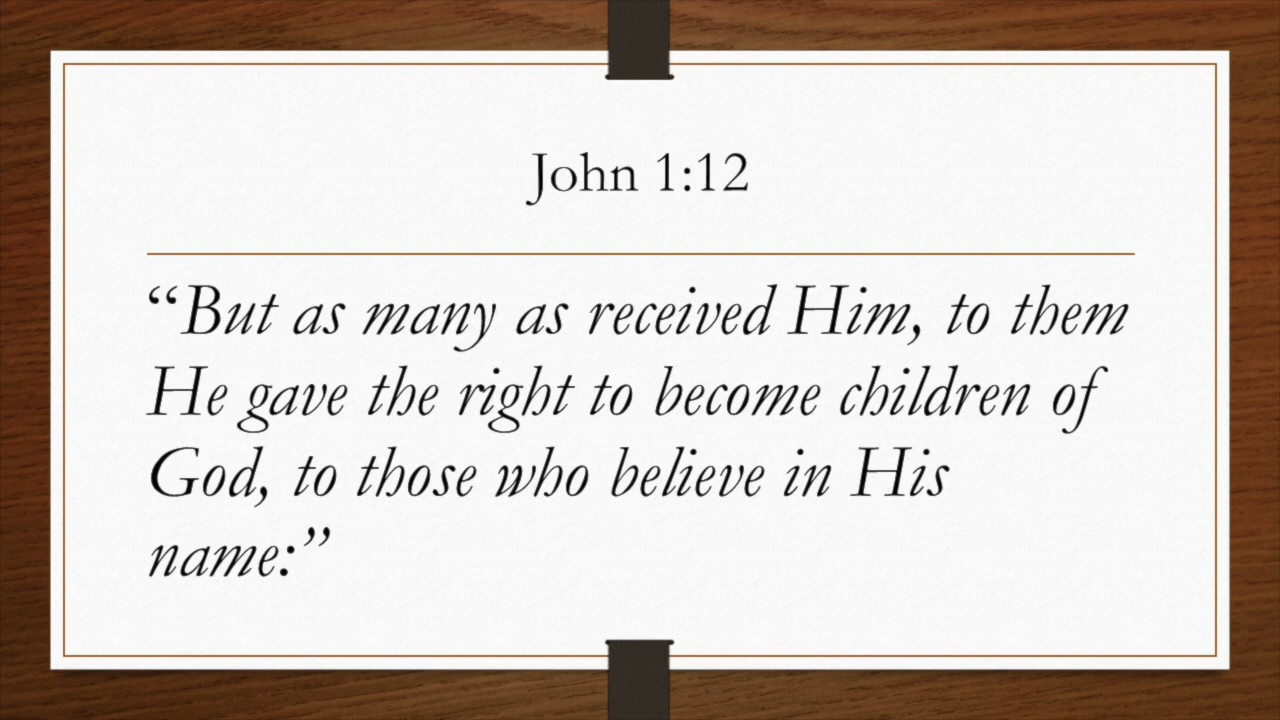 John 1:12
“But as many as received Him, to them
He gave the right to become children of
God, to those who believe in His
name:”